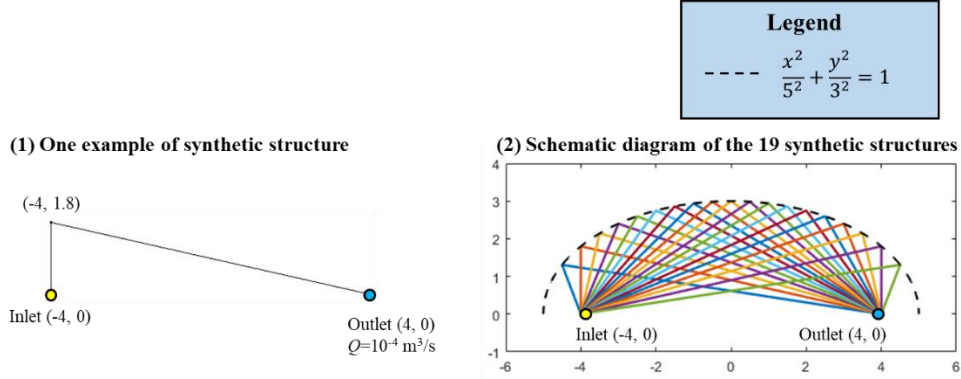 Legend
x²/5² + y²/3² = 1
(1) One example of synthetic structure
(-4, 1.8)
Inlet (-4, 0)
Outlet (4, 0)
Q=10⁻⁴ m³/s
(2) Schematic diagram of the 19 synthetic structures
4
3
2
1
0
-1
Inlet (-4, 0)
Outlet (4, 0)
-6 -4 -2 0 2 4 6